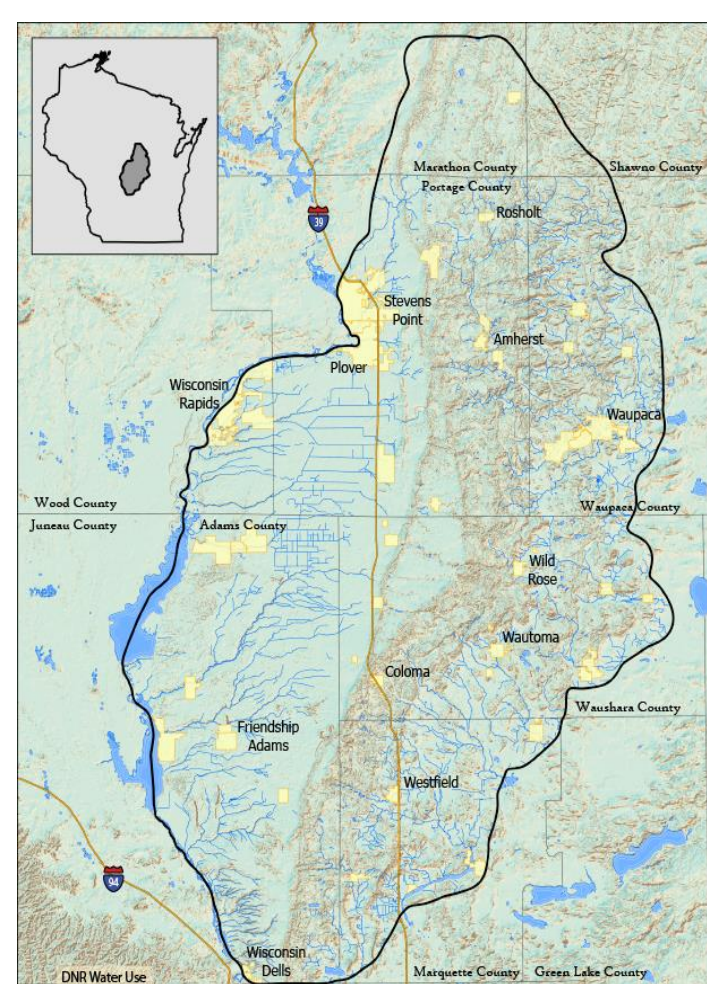 Marathon County
Shawno County
Portage County
Rosholt
39
Stevens
Point
Amherst
Plover
Wisconsin
Rapids
Waupaca
Wood County
Waupaca County
Juneau County
Adams County
Wild
Rose
Wautoma
Coloma
Waushara County
Friendship
Adams
Westfield
94
Wisconsin
Dells
DNR Water Use
Marquette County
Green Lake County